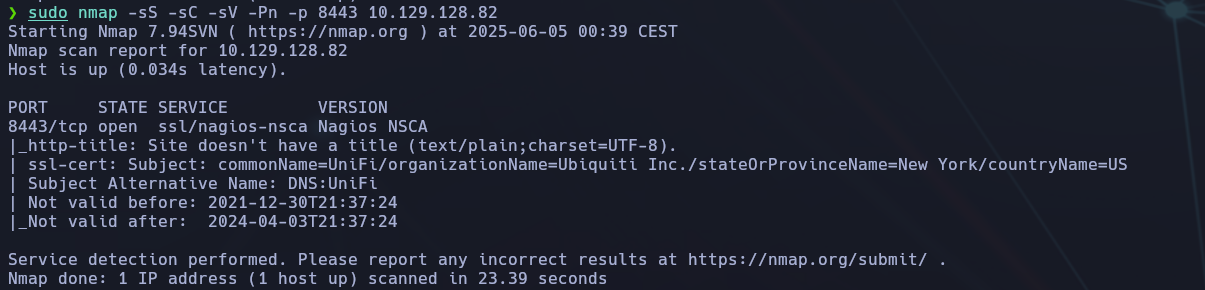 ❯ sudo nmap -sS -sC -sV -Pn -p 8443 10.129.128.82
Starting Nmap 7.94SVN ( https://nmap.org ) at 2025-06-05 00:39 CEST
Nmap scan report for 10.129.128.82
Host is up (0.034s latency).

PORT     STATE SERVICE         VERSION
8443/tcp open  ssl/nagios-nsca Nagios NSCA
|_http-title: Site doesn't have a title (text/plain;charset=UTF-8).
| ssl-cert: Subject: commonName=UniFi/organizationName=Ubiquiti Inc./stateOrProvinceName=New York/countryName=US
| Subject Alternative Name: DNS:UniFi
| Not valid before: 2021-12-30T21:37:24
|_Not valid after:  2024-04-03T21:37:24

Service detection performed. Please report any incorrect results at https://nmap.org/submit/ .
Nmap done: 1 IP address (1 host up) scanned in 23.39 seconds